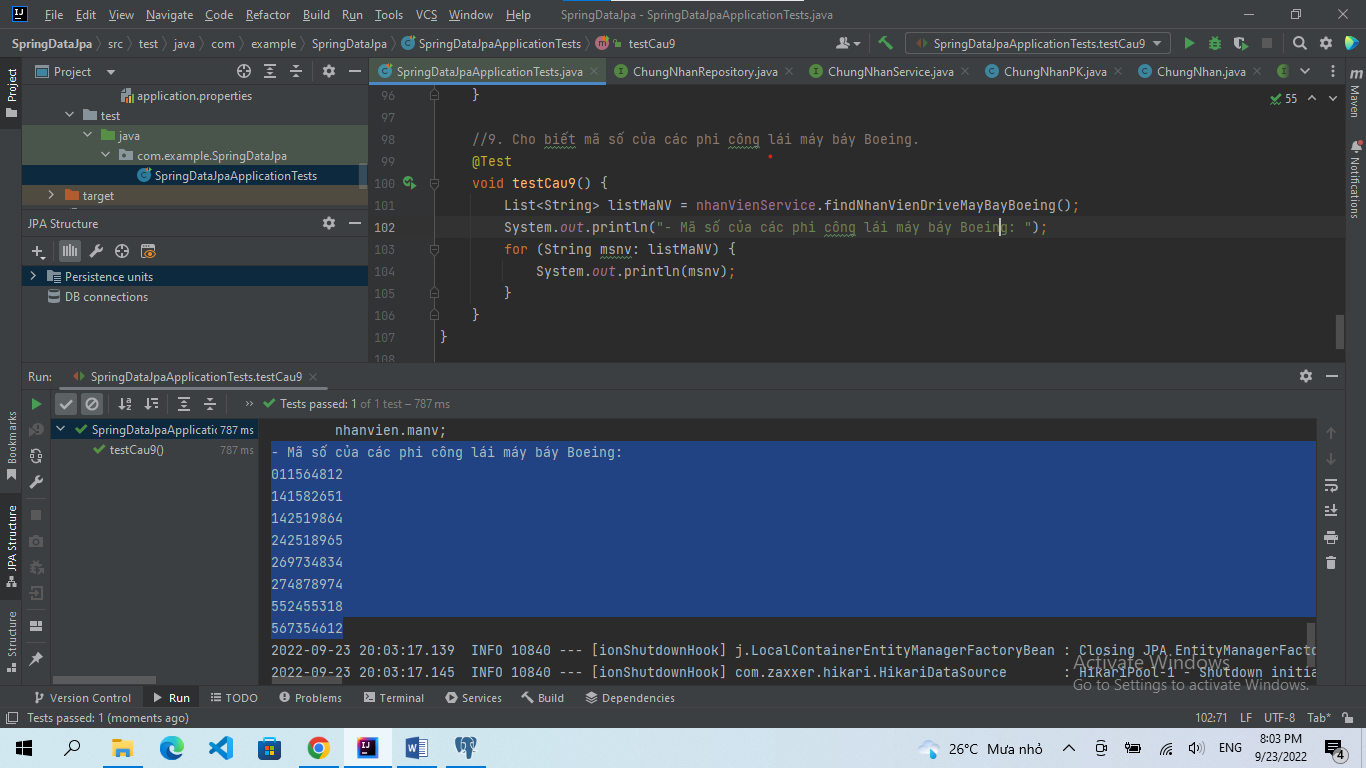 File Edit View Navigate Code Refactor Build Run Tools VCS Window Help SpringDataJpa - SpringDataJpaApplicationTests.java
SpringDataJpa src test java com example SpringDataJpa SpringDataJpaApplicationTests testCau9 SpringDataJpaApplicationTests.testCau9
Project
SpringDataJpaApplicationTests.java ChungNhanRepository.java ChungNhanService.java ChungNhanPK.java ChungNhan.java
application.properties
test
java
com.example.SpringDataJpa
SpringDataJpaApplicationTests
target
JPA Structure
Persistence units
DB connections
96 }
55
97
98 //9. Cho biết mã số của các phi công lái máy báy Boeing.
99 @Test
100 void testCau9() {
101 List<String> listMaNV = nhanVienService.findNhanVienDriveMayBayBoeing();
102 System.out.println("- Mã số của các phi công lái máy báy Boeing: ");
103 for (String msnv: listMaNV) {
104 System.out.println(msnv);
105 }
106 }
107 }
108
Run: SpringDataJpaApplicationTests.testCau9
Tests passed: 1 of 1 test – 787 ms
SpringDataJpaApplicatic 787 ms
testCau9() 787 ms
nhanvien.manv;
- Mã số của các phi công lái máy báy Boeing:
011564812
141582651
142519864
242518965
269734834
274878974
552455318
567354612
2022-09-23 20:03:17.139 INFO 10840 --- [ionShutdownHook] j.LocalContainerEntityManagerFactoryBean : Closing JPA EntityManagerFacto
2022-09-23 20:03:17.145 INFO 10840 --- [ionShutdownHook] com.zaxxer.hikari.HikariDataSource : HikariPool-1 - Shutdown initia
Activate Windows
Go to Settings to activate Windows.
Project
Bookmarks
JPA Structure
Structure
Maven
Notifications
Version Control Run TODO Problems Terminal Services Build Dependencies
Tests passed: 1 (moments ago) 102:71 LF UTF-8 Tab*
26°C Mưa nhỏ ENG 8:03 PM
9/23/2022
4